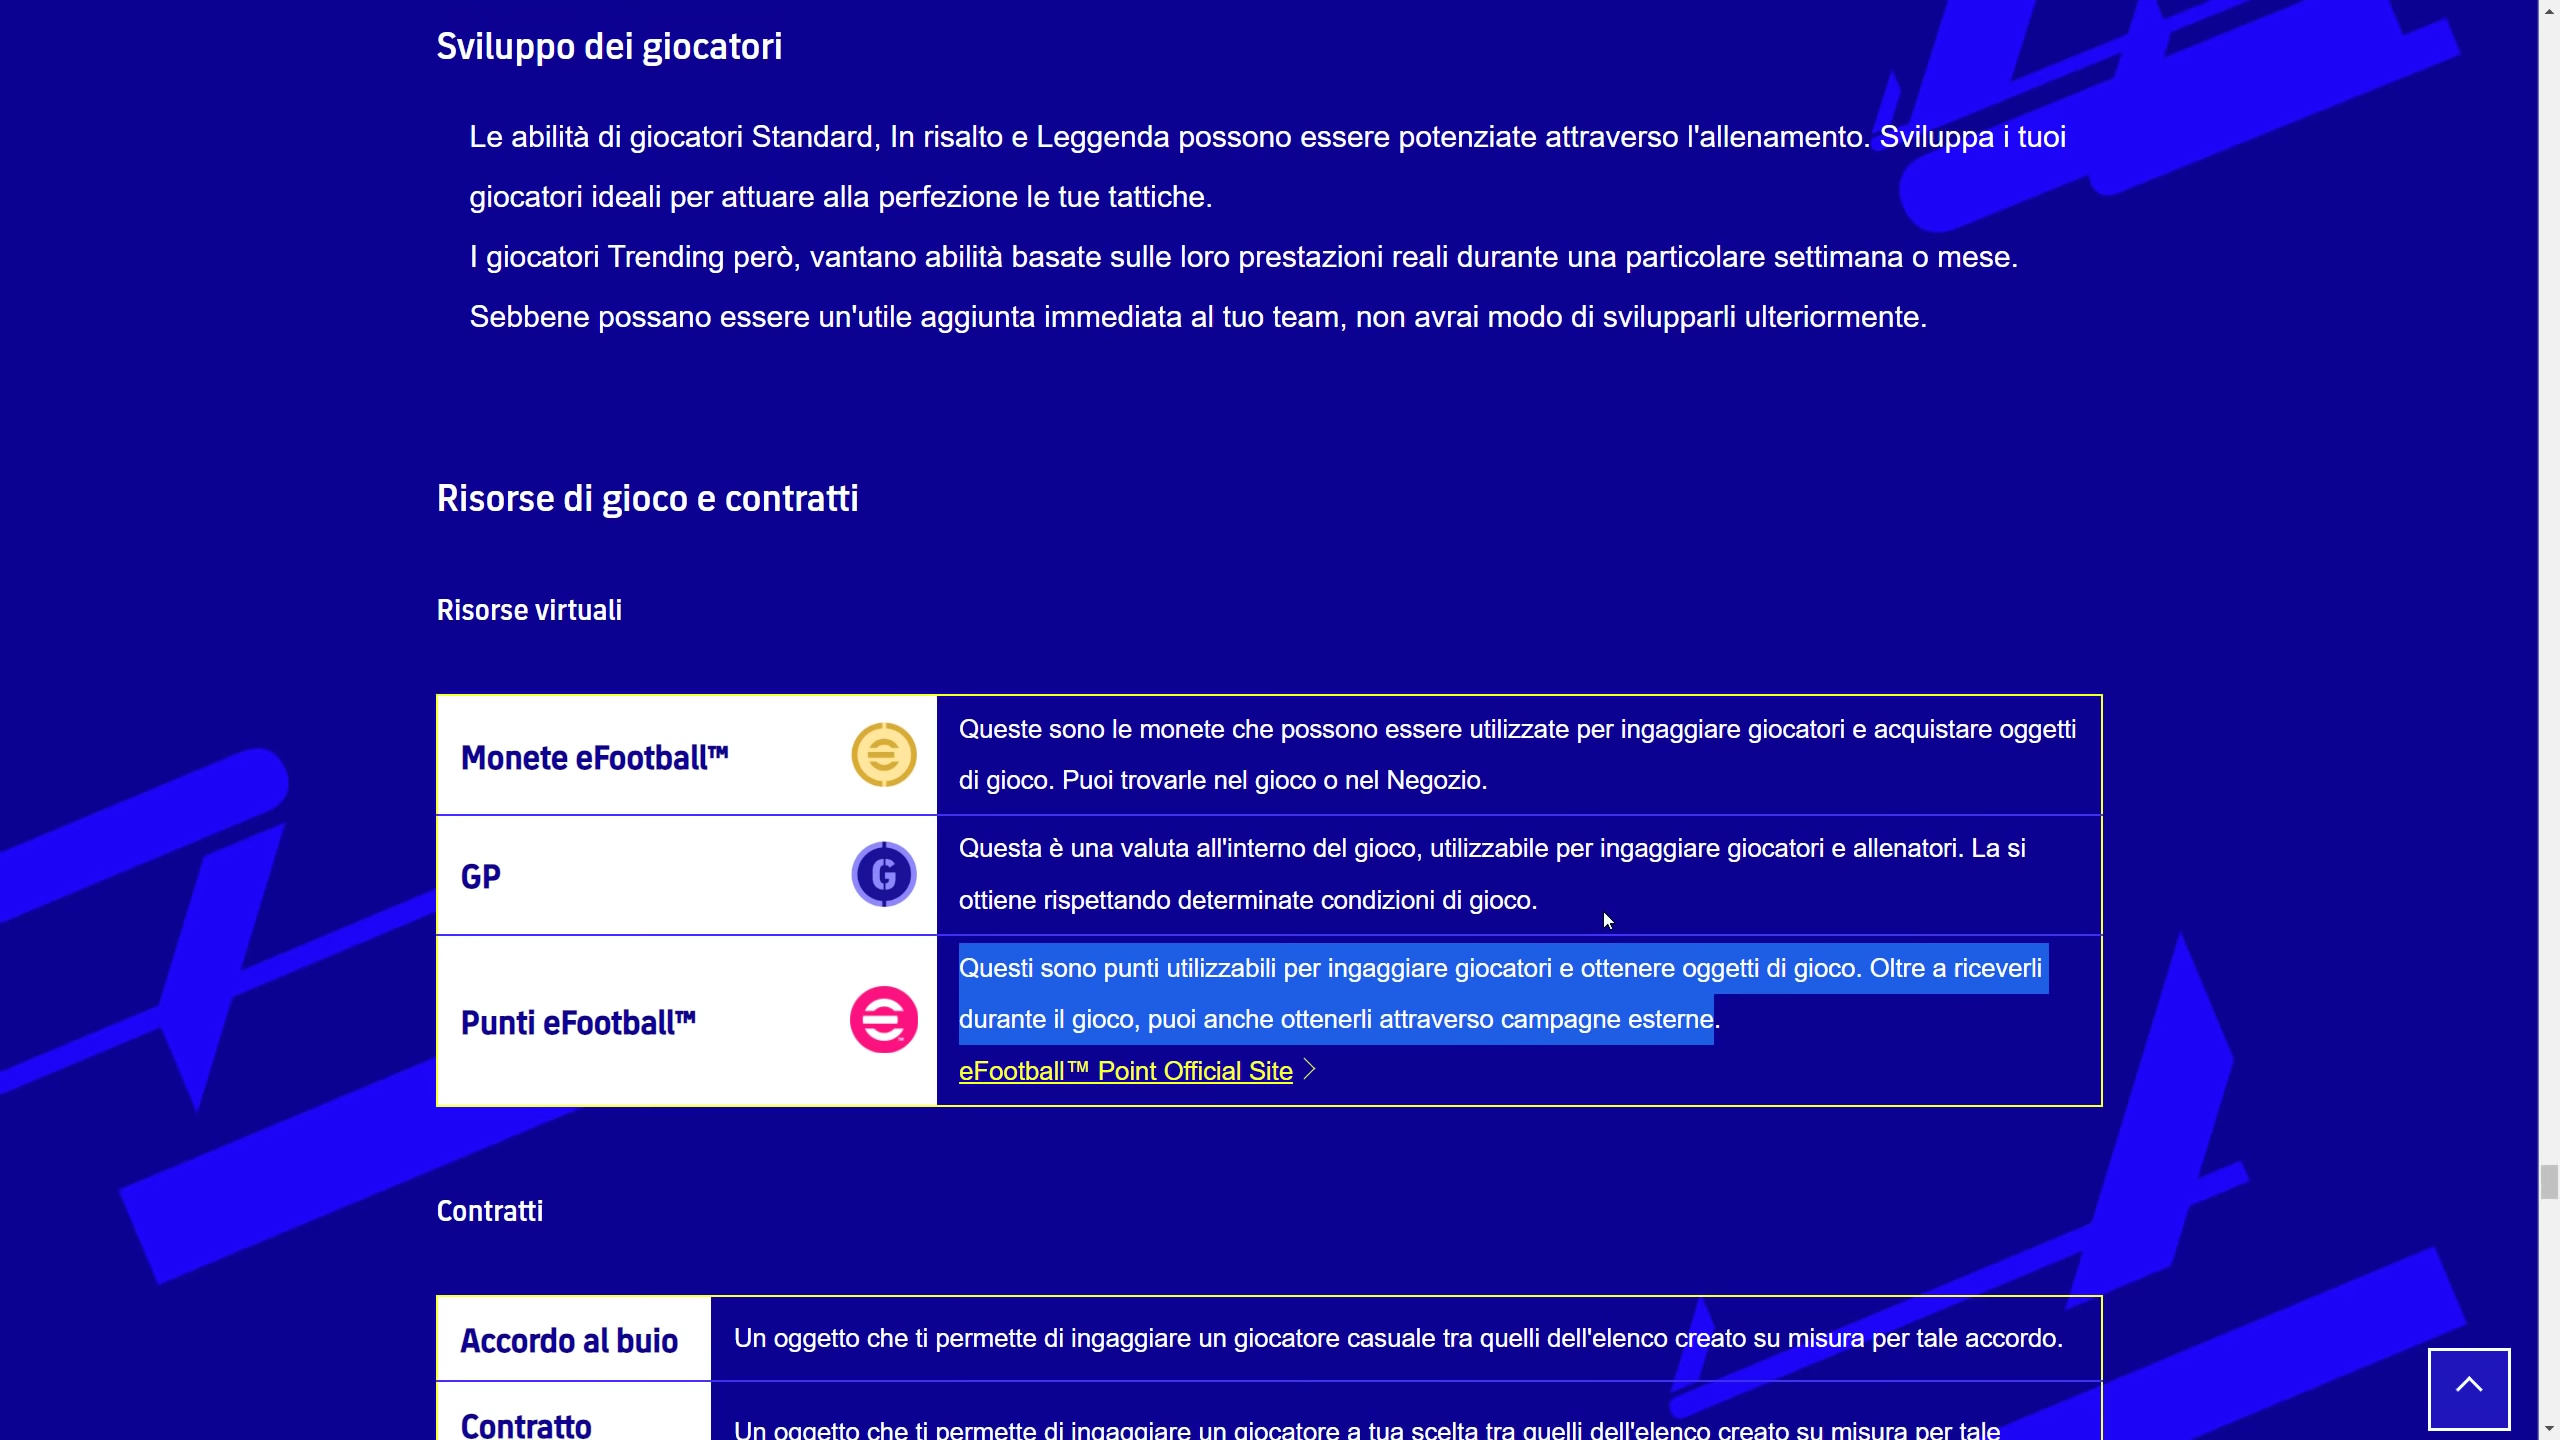 Sviluppo dei giocatori
Le abilità di giocatori Standard, In risalto e Leggenda possono essere potenziate attraverso l'allenamento. Sviluppa i tuoi
giocatori ideali per attuare alla perfezione le tue tattiche.
I giocatori Trending però, vantano abilità basate sulle loro prestazioni reali durante una particolare settimana o mese.
Sebbene possano essere un'utile aggiunta immediata al tuo team, non avrai modo di svilupparli ulteriormente.
Risorse di gioco e contratti
Risorse virtuali
Monete eFootball™
Queste sono le monete che possono essere utilizzate per ingaggiare giocatori e acquistare oggetti
di gioco. Puoi trovarle nel gioco o nel Negozio.
GP
G
Questa è una valuta all'interno del gioco, utilizzabile per ingaggiare giocatori e allenatori. La si
ottiene rispettando determinate condizioni di gioco.
Punti eFootball™
Questi sono punti utilizzabili per ingaggiare giocatori e ottenere oggetti di gioco. Oltre a riceverli
durante il gioco, puoi anche ottenerli attraverso campagne esterne.
eFootball™ Point Official Site
Contratti
Accordo al buio
Un oggetto che ti permette di ingaggiare un giocatore casuale tra quelli dell'elenco creato su misura per tale accordo.
Contratto
Un oggetto che ti permette di ingaggiare un giocatore a tua scelta tra quelli dell'elenco creato su misura per tale